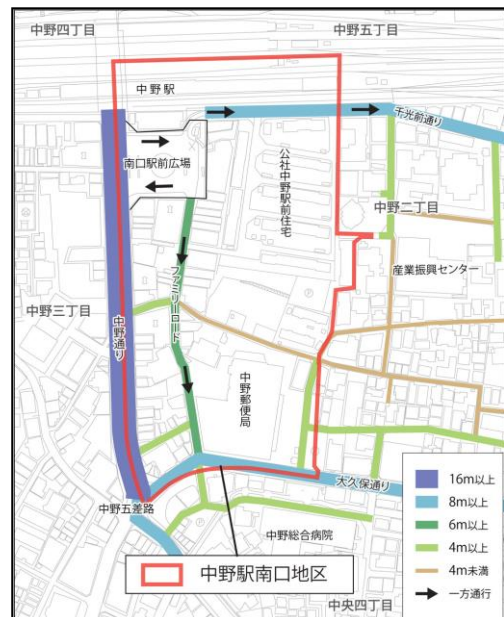 中野四丁目
中野五丁目
中野駅
千光前通り
南口駅前広場
公社中野駅前住宅
中野二丁目
産業振興センター
中野三丁目
中野通り
ファミリーロード
中野郵便局
大久保通り
中野五差路
中野総合病院
中野駅南口地区
中央四丁目
16m以上
8m以上
6m以上
4m以上
4m未満
一方通行